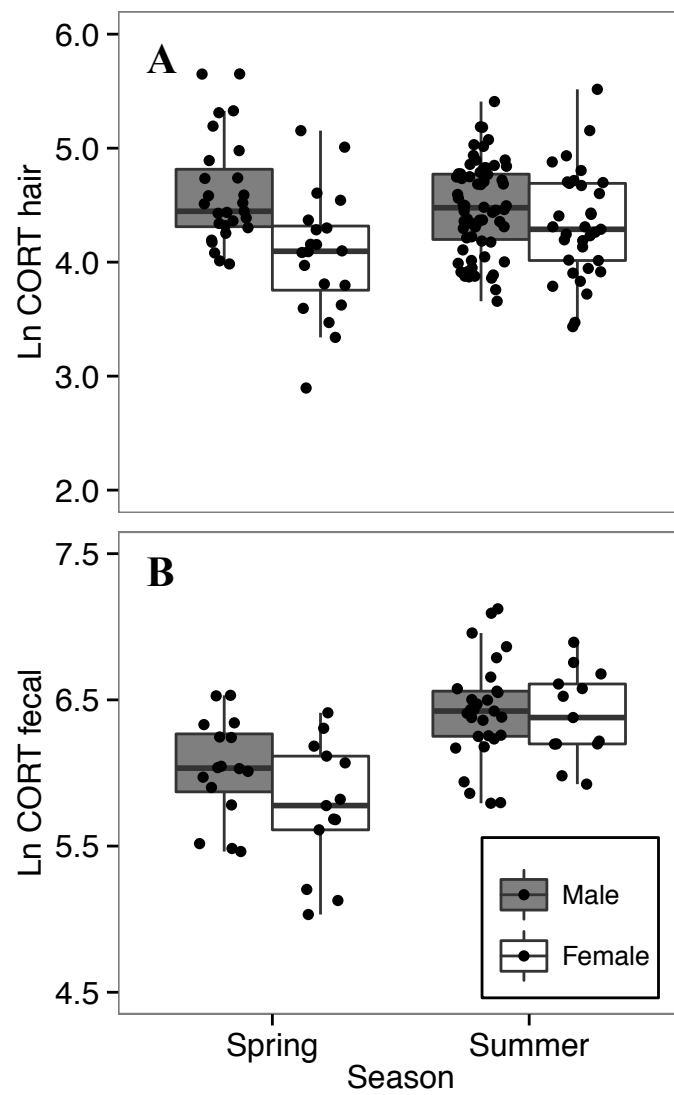 A
Ln CORT hair
6.0
5.0
4.0
3.0
2.0
B
Ln CORT fecal
7.5
6.5
5.5
4.5
Male
Female
Spring
Summer
Season